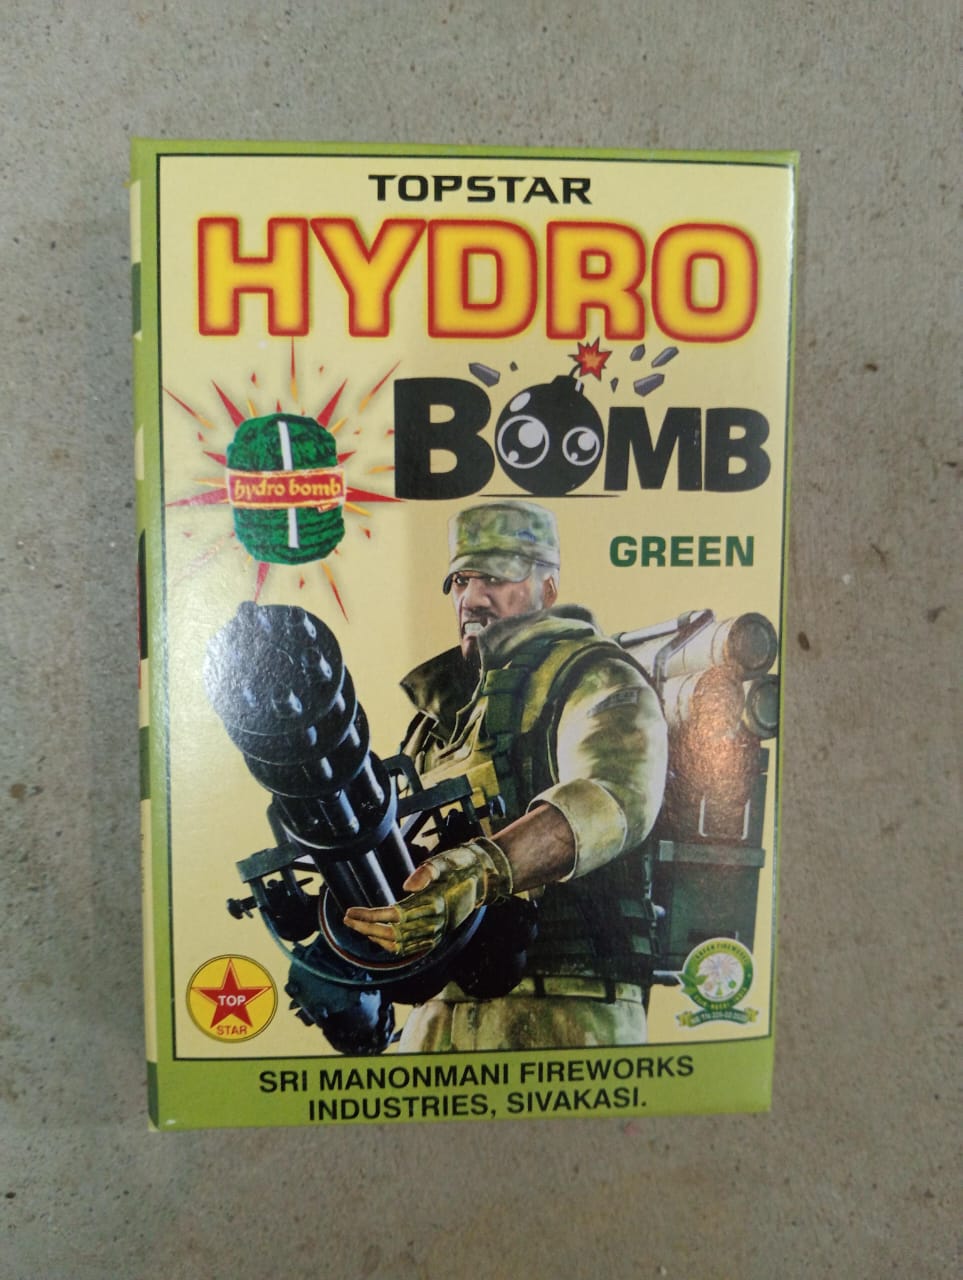 TOPSTAR
HYDRO
BOMB
hydro bomb
GREEN
TOP
STAR
SRI MANONMANI FIREWORKS
INDUSTRIES, SIVAKASI.